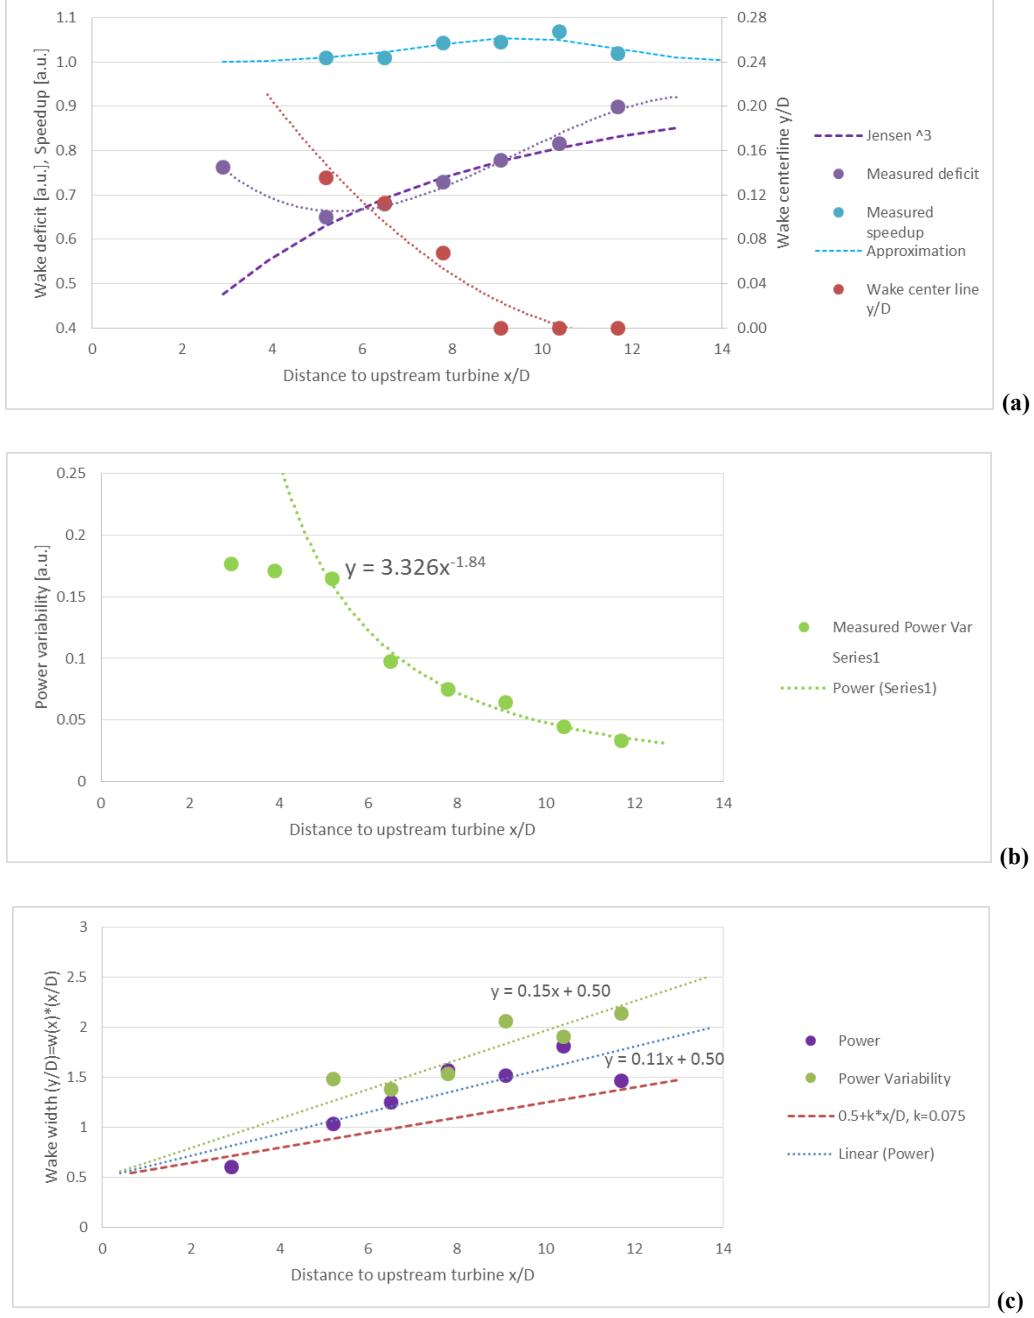 1.1
1.0
0.9
0.8
0.7
0.6
0.5
0.4
Wake deficit [a.u.], Speedup [a.u.]
0.28
0.24
0.20
0.16
0.12
0.08
0.04
0.00
Wake centerline y/D
0 2 4 6 8 10 12 14
Distance to upstream turbine x/D
Jensen ^3
Measured deficit
Measured
speedup
Approximation
Wake center line
y/D
(a)
0.25
0.2
0.15
0.1
0.05
0
Power variability [a.u.]
y = 3.326x-1.84
0 2 4 6 8 10 12 14
Distance to upstream turbine x/D
Measured Power Var
Series1
Power (Series1)
(b)
3
2.5
2
1.5
1
0.5
0
Wake width (y/D)=w(x)*(x/D)
y = 0.15x + 0.50
y = 0.11x + 0.50
0 2 4 6 8 10 12 14
Distance to upstream turbine x/D
Power
Power Variability
0.5+k*x/D, k=0.075
Linear (Power)
(c)